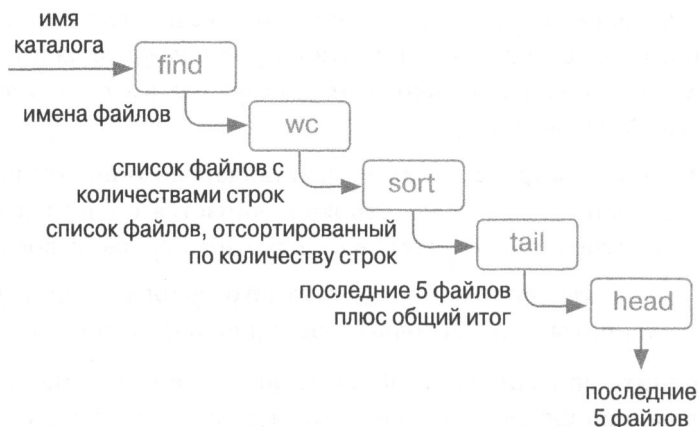 имя
каталога
find
имена файлов
wc
список файлов с
количествами строк
sort
список файлов, отсортированный
по количеству строк
tail
последние 5 файлов
плюс общий итог
head
последние
5 файлов